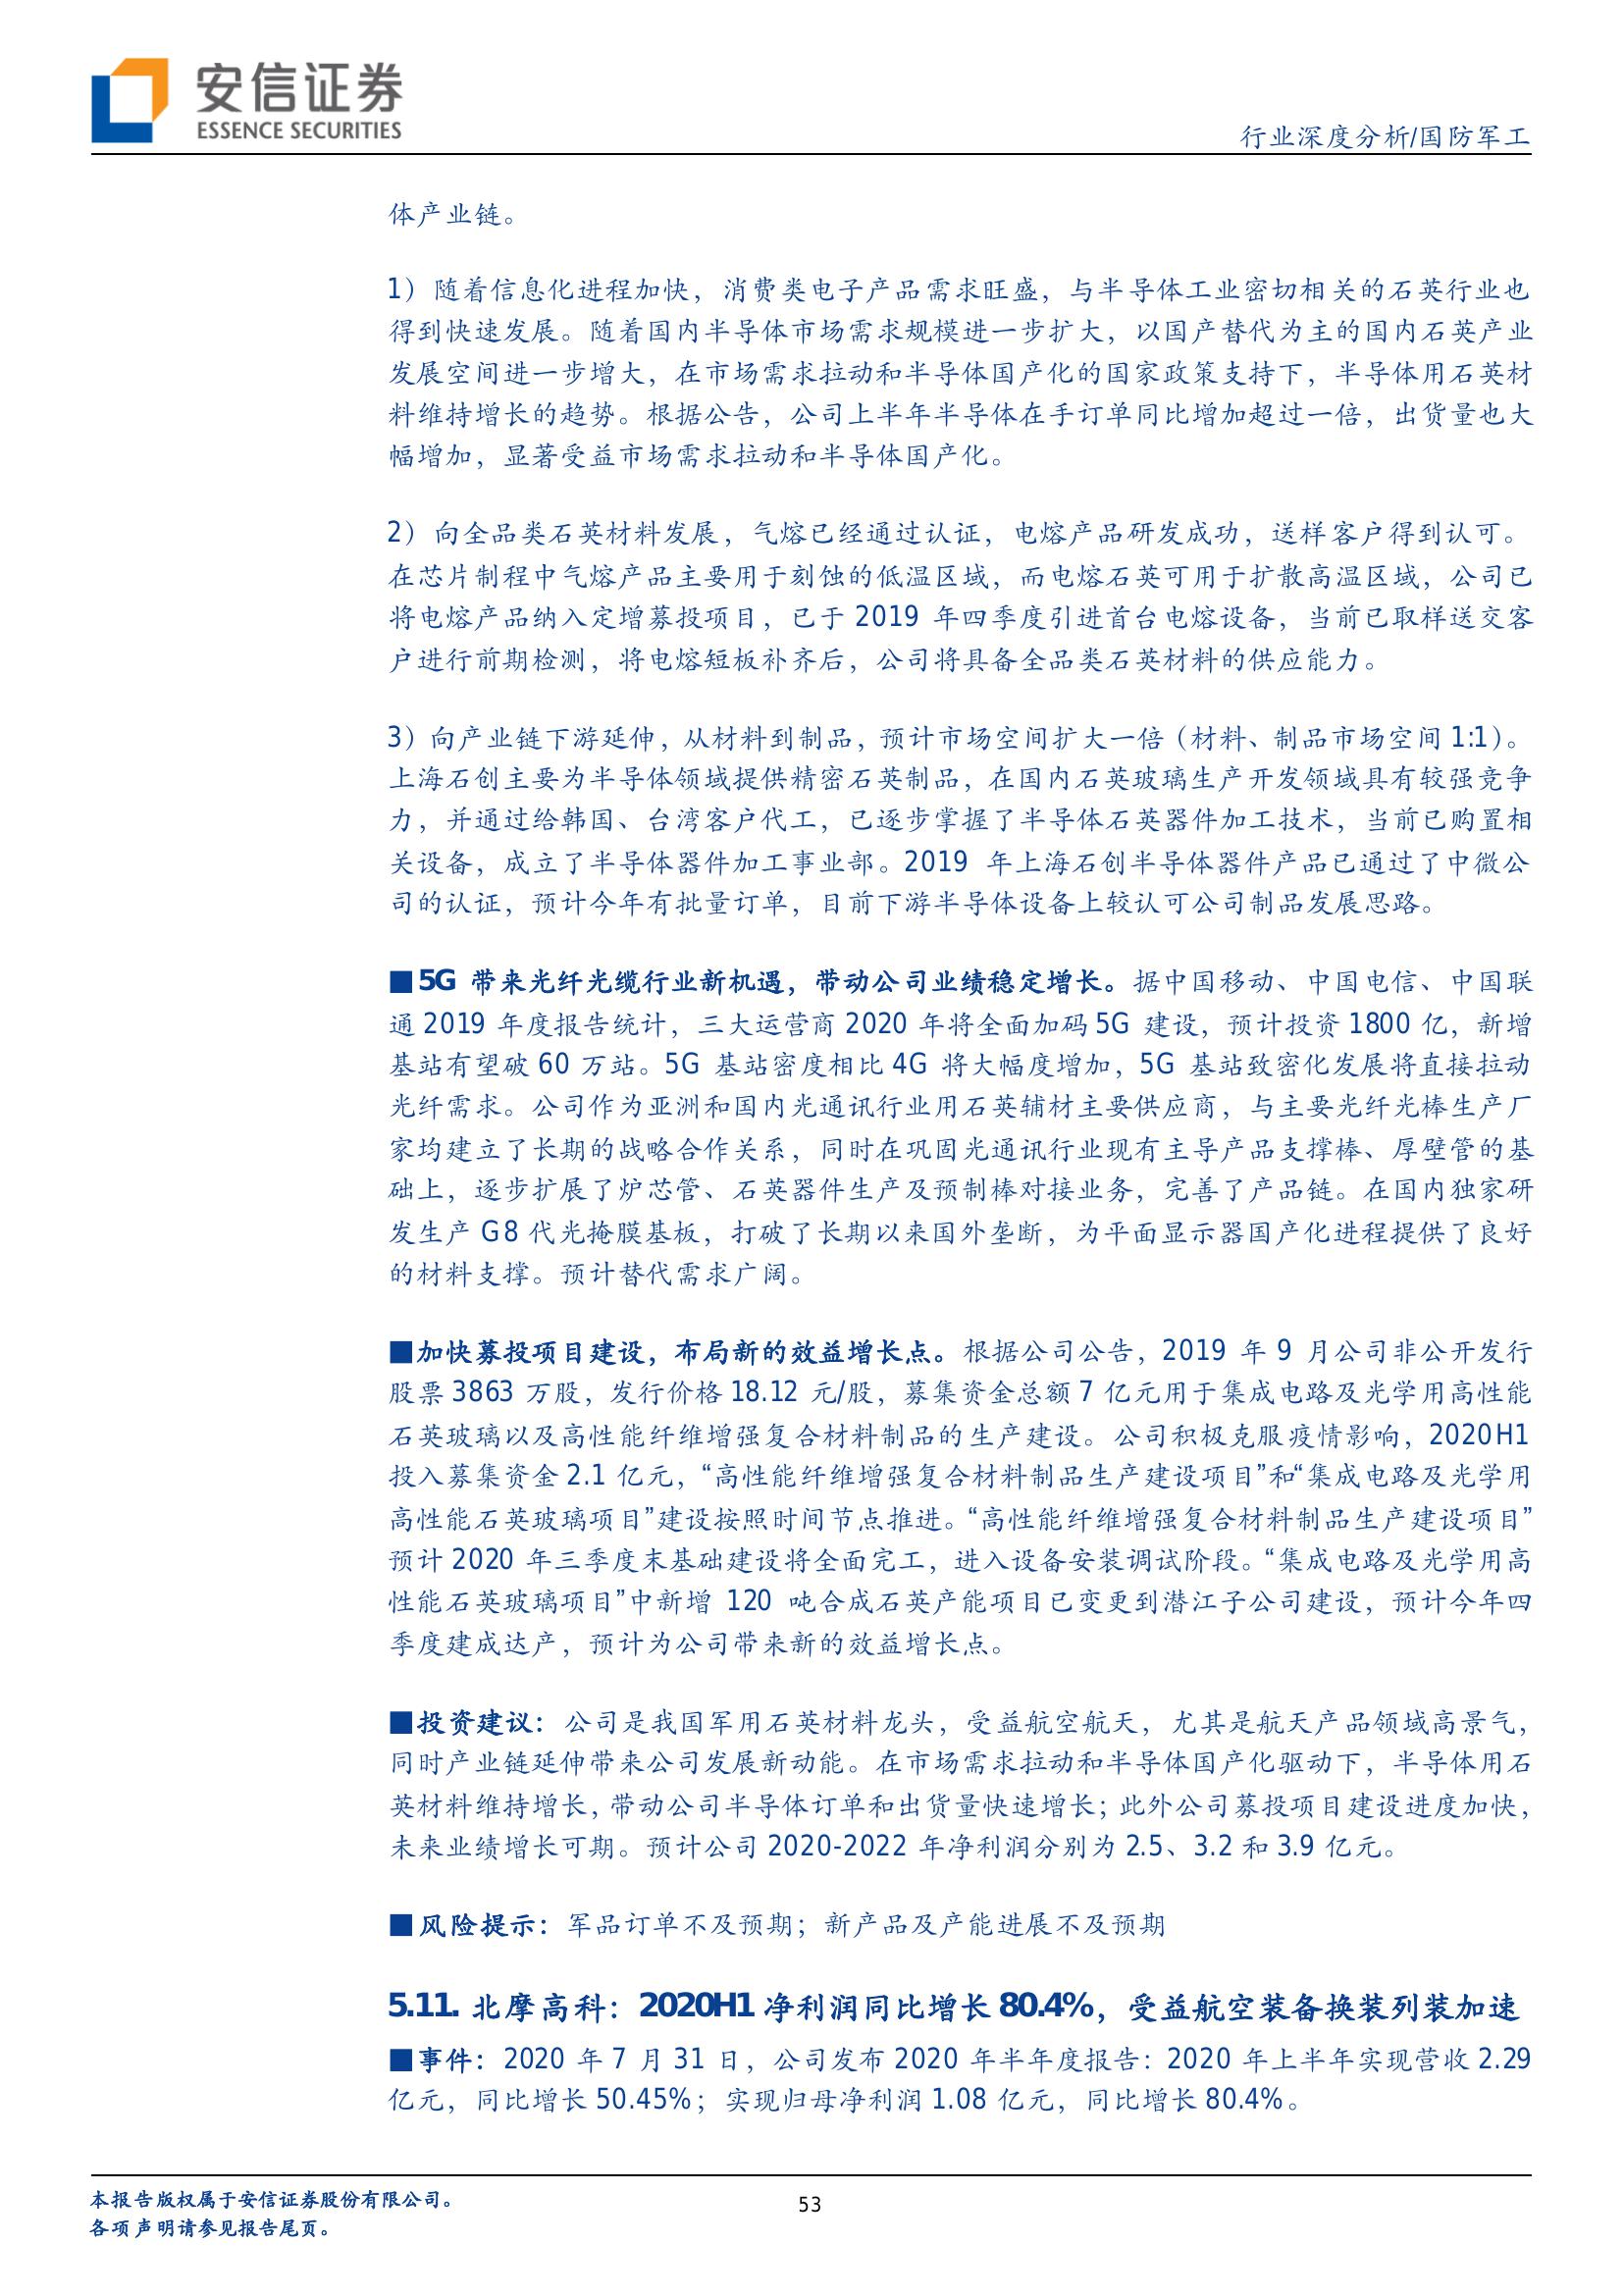 安信证券
ESSENCE SECURITIES
行业深度分析/国防军工
体产业链。
1）随着信息化进程加快，消费类电子产品需求旺盛，与半导体工业密切相关的石英行业也
得到快速发展。随着国内半导体市场需求规模进一步扩大，以国产替代为主的国内石英产业
发展空间进一步增大，在市场需求拉动和半导体国产化的国家政策支持下，半导体用石英材
料维持增长的趋势。根据公告，公司上半年半导体在手订单同比增加超过一倍，出货量也大
幅增加，显著受益市场需求拉动和半导体国产化。
2）向全品类石英材料发展，气熔已经通过认证，电熔产品研发成功，送样客户得到认可。
在芯片制程中气熔产品主要用于刻蚀的低温区域，而电熔石英可用于扩散高温区域，公司已
将电熔产品纳入定增募投项目，已于 2019 年四季度引进首台电熔设备，当前已取样送交客
户进行前期检测，将电熔短板补齐后，公司将具备全品类石英材料的供应能力。
3）向产业链下游延伸，从材料到制品，预计市场空间扩大一倍（材料、制品市场空间 1:1）。
上海石创主要为半导体领域提供精密石英制品，在国内石英玻璃生产开发领域具有较强竞争
力，并通过给韩国、台湾客户代工，已逐步掌握了半导体石英器件加工技术，当前已购置相
关设备，成立了半导体器件加工事业部。2019 年上海石创半导体器件产品已通过了中微公
司的认证，预计今年有批量订单，目前下游半导体设备上较认可公司制品发展思路。
■5G 带来光纤光缆行业新机遇，带动公司业绩稳定增长。据中国移动、中国电信、中国联
通 2019 年度报告统计，三大运营商 2020 年将全面加码 5G 建设，预计投资 1800 亿，新增
基站有望破 60 万站。5G 基站密度相比 4G 将大幅度增加，5G 基站致密化发展将直接拉动
光纤需求。公司作为亚洲和国内光通讯行业用石英辅材主要供应商，与主要光纤光棒生产厂
家均建立了长期的战略合作关系，同时在巩固光通讯行业现有主导产品支撑棒、厚壁管的基
础上，逐步扩展了炉芯管、石英器件生产及预制棒对接业务，完善了产品链。在国内独家研
发生产 G8 代光掩膜基板，打破了长期以来国外垄断，为平面显示器国产化进程提供了良好
的材料支撑。预计替代需求广阔。
■加快募投项目建设，布局新的效益增长点。根据公司公告，2019 年 9 月公司非公开发行
股票 3863 万股，发行价格 18.12 元/股，募集资金总额 7 亿元用于集成电路及光学用高性能
石英玻璃以及高性能纤维增强复合材料制品的生产建设。公司积极克服疫情影响，2020H1
投入募集资金 2.1 亿元，“高性能纤维增强复合材料制品生产建设项目”和“集成电路及光学用
高性能石英玻璃项目”建设按照时间节点推进。“高性能纤维增强复合材料制品生产建设项目”
预计 2020 年三季度末基础建设将全面完工，进入设备安装调试阶段。“集成电路及光学用高
性能石英玻璃项目”中新增 120 吨合成石英产能项目已变更到潜江子公司建设，预计今年四
季度建成达产，预计为公司带来新的效益增长点。
■投资建议：公司是我国军用石英材料龙头，受益航空航天，尤其是航天产品领域高景气，
同时产业链延伸带来公司发展新动能。在市场需求拉动和半导体国产化驱动下，半导体用石
英材料维持增长，带动公司半导体订单和出货量快速增长；此外公司募投项目建设进度加快，
未来业绩增长可期。预计公司 2020-2022 年净利润分别为 2.5、3.2 和 3.9 亿元。
■风险提示：军品订单不及预期；新产品及产能进展不及预期
5.11. 北摩高科：2020H1 净利润同比增长 80.4%，受益航空装备换装列装加速
■事件：2020 年 7 月 31 日，公司发布 2020 年半年度报告：2020 年上半年实现营收 2.29
亿元，同比增长 50.45%；实现归母净利润 1.08 亿元，同比增长 80.4%。
本报告版权属于安信证券股份有限公司。
53
各项声明请参见报告尾页。